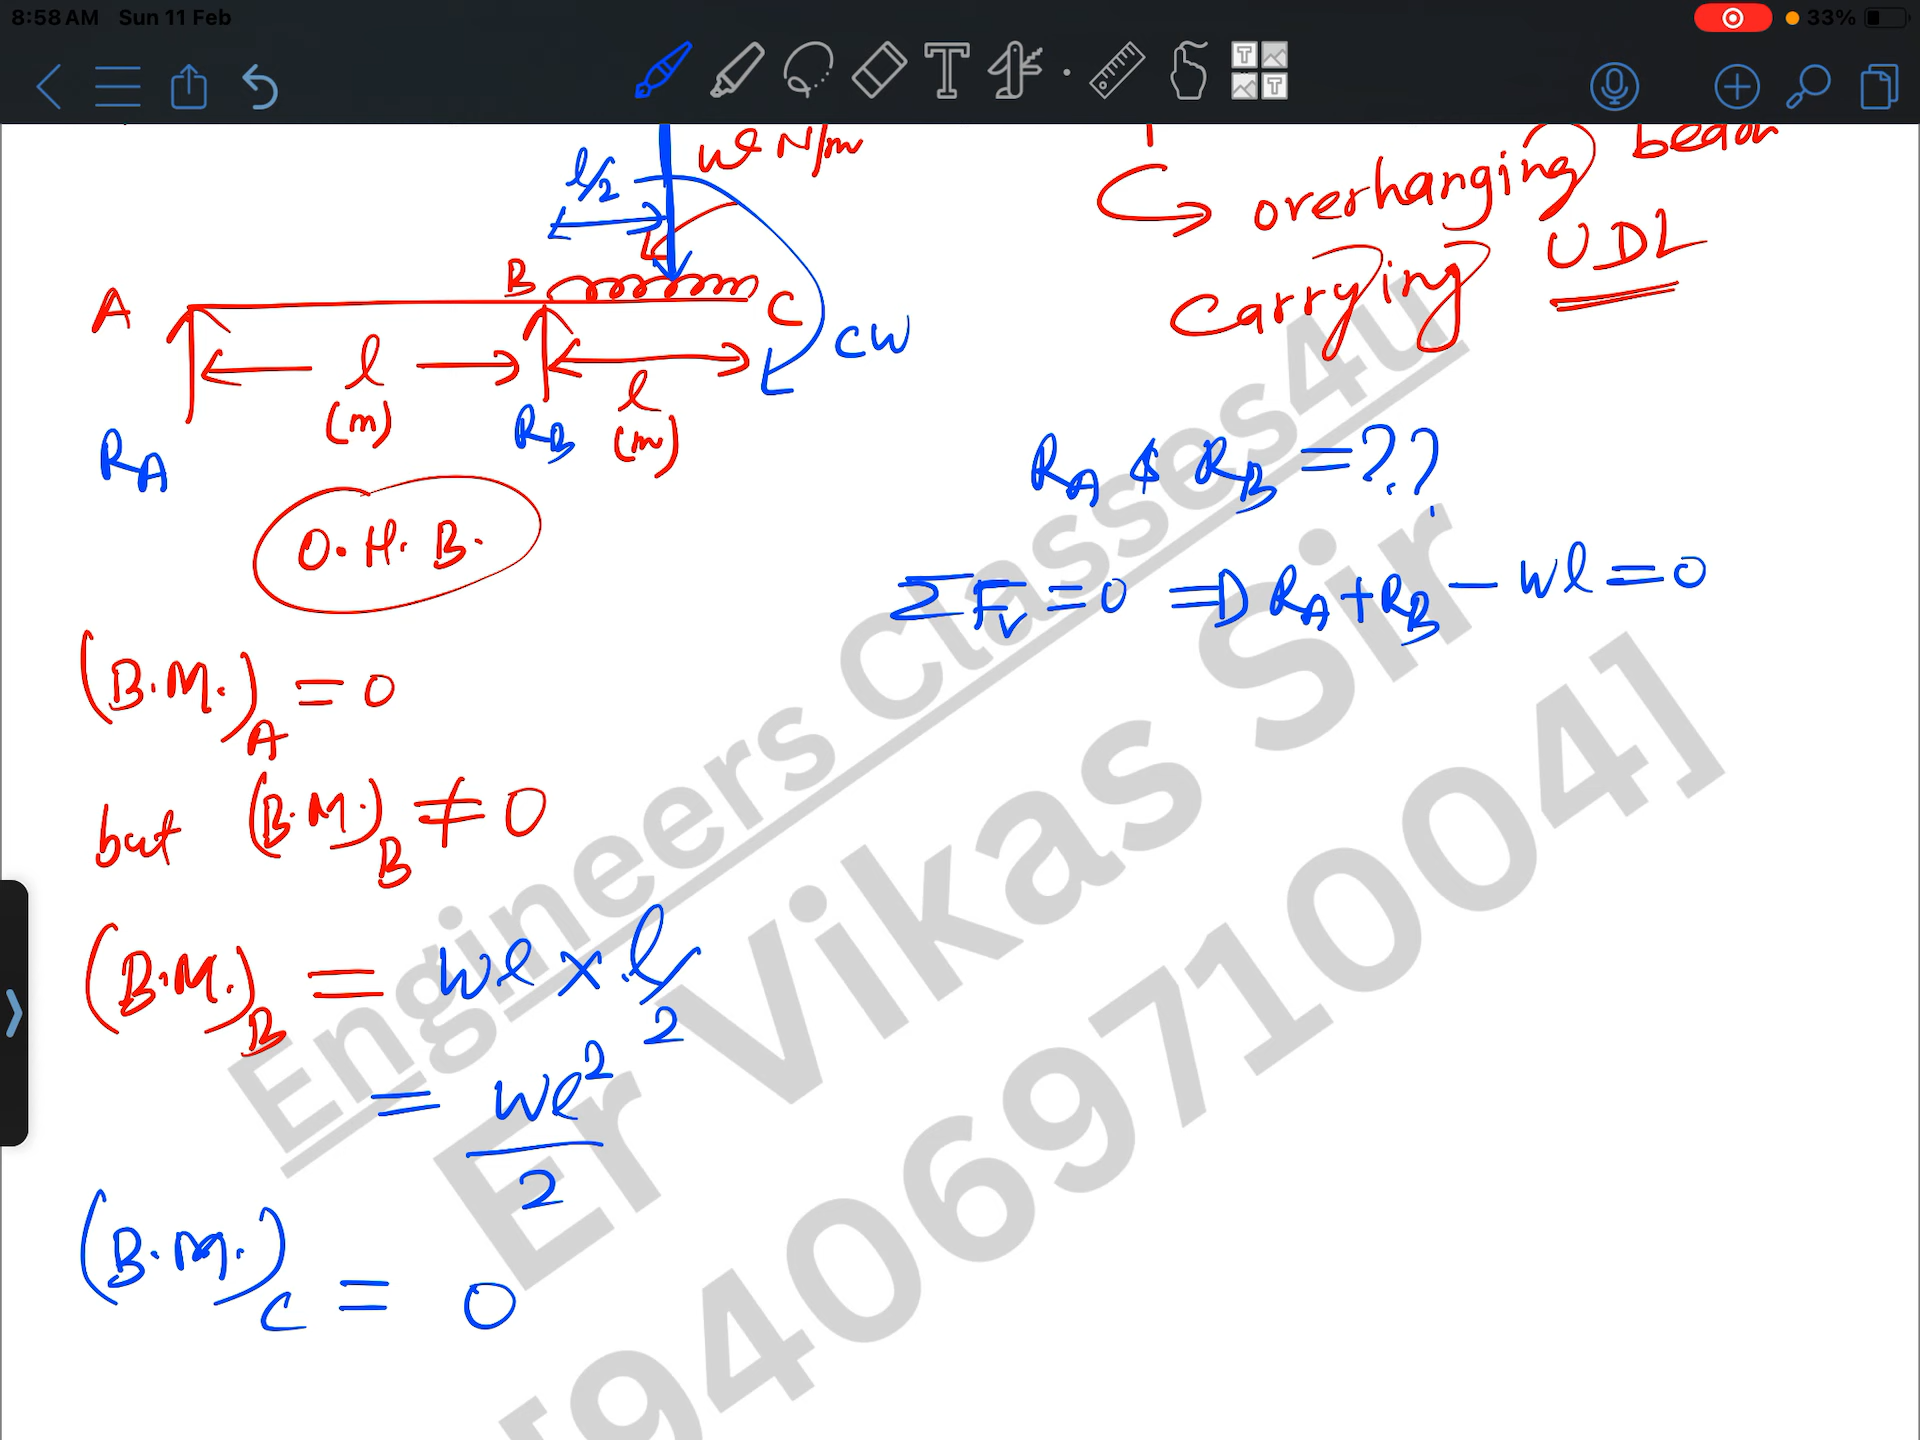 8:58 AM Sun 11 Feb
33%
l/2
N/m
overhanging
UDL
carrying
A
B
C
CW
l
(m)
l
(m)
RA
RB
RA & RB = ??
O.H.B.
ΣFv = 0 ⇒ RA + RB - wl = 0
(B.M.)A = 0
but (B.M.)B ≠ 0
(B.M.)B = wl × l/2
= wl²/2
(B.M.)C = 0
Engineers Classes4u
Er Vikas Sir
[9406971004]